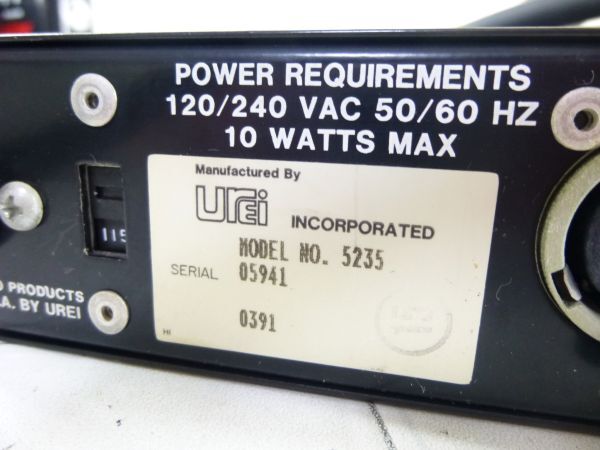 POWER REQUIREMENTS
120/240 VAC 50/60 HZ
10 WATTS MAX
Manufactured By
UREi INCORPORATED
MODEL NO. 5235
SERIAL 05941
0391
HI
115
PRODUCTS
BY UREI